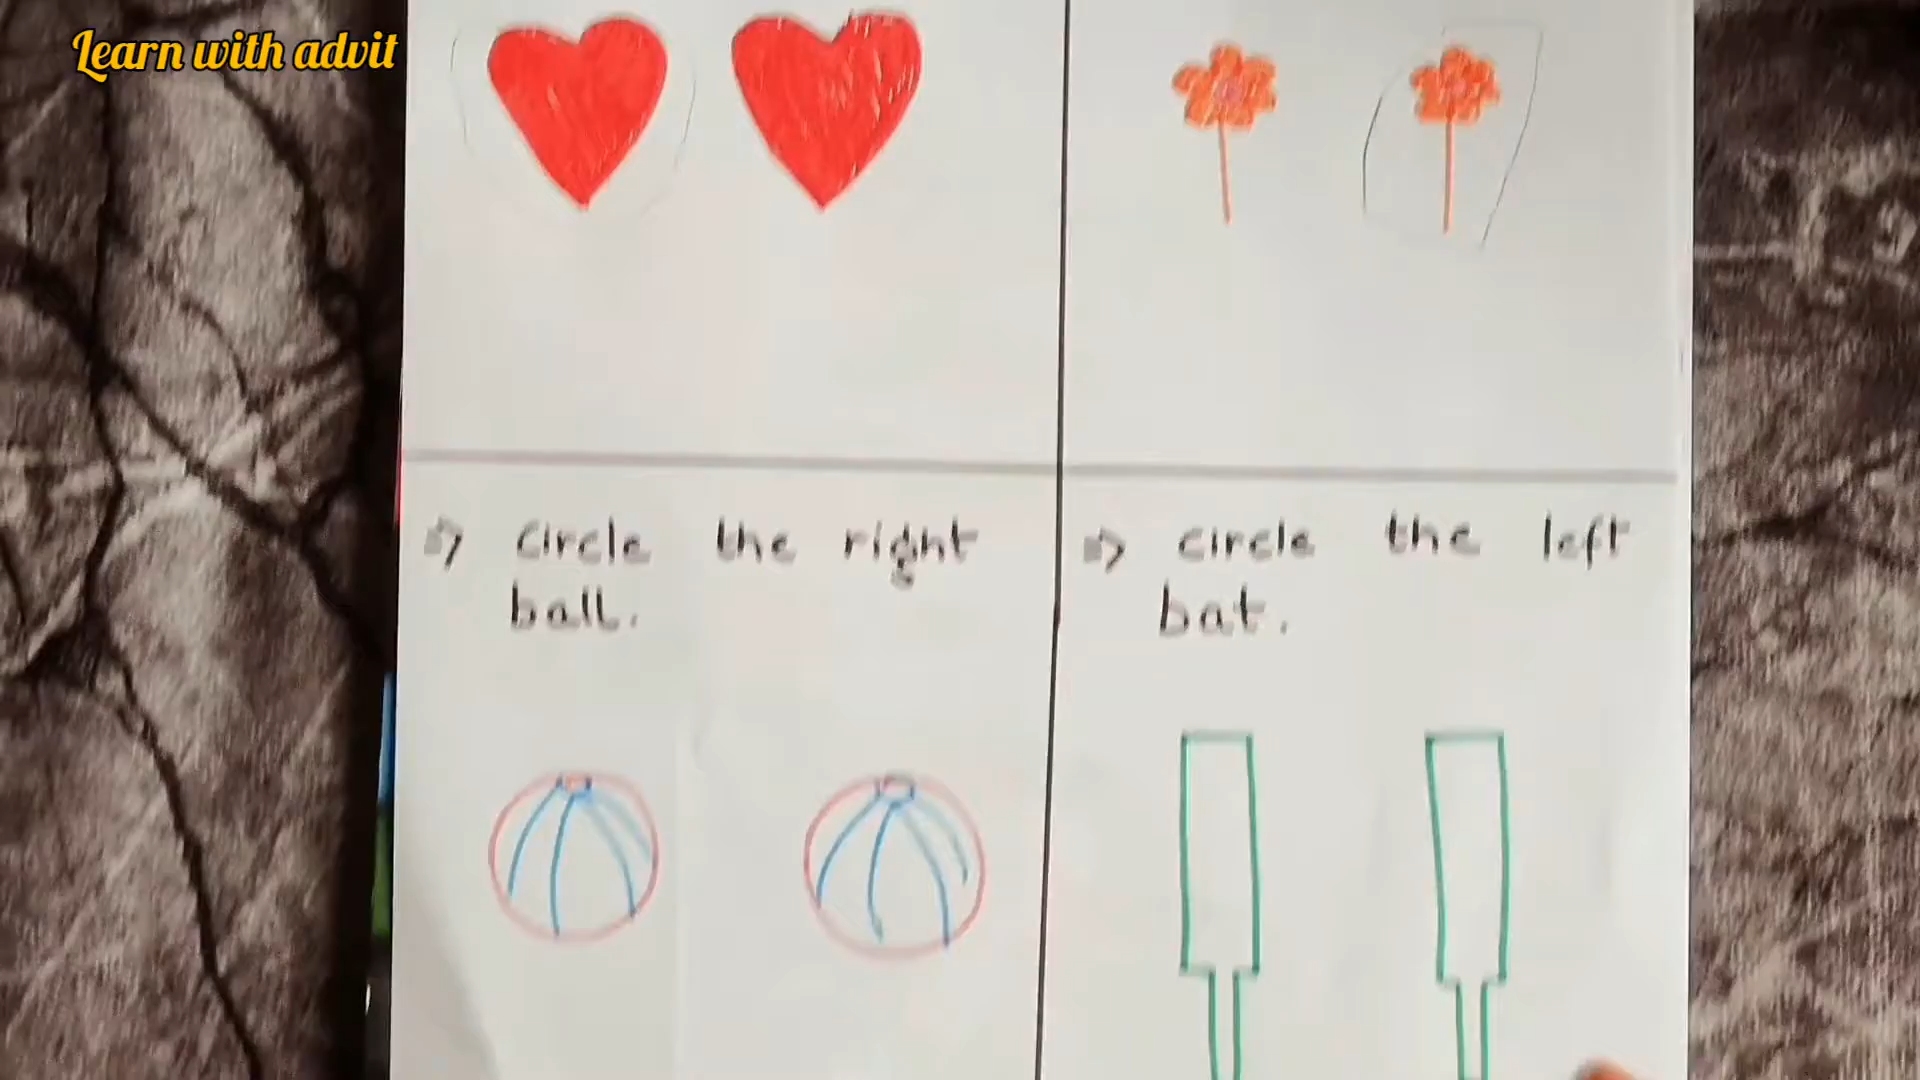 Learn with advit
⇒ circle the right
ball.
⇒ circle the left
bat.